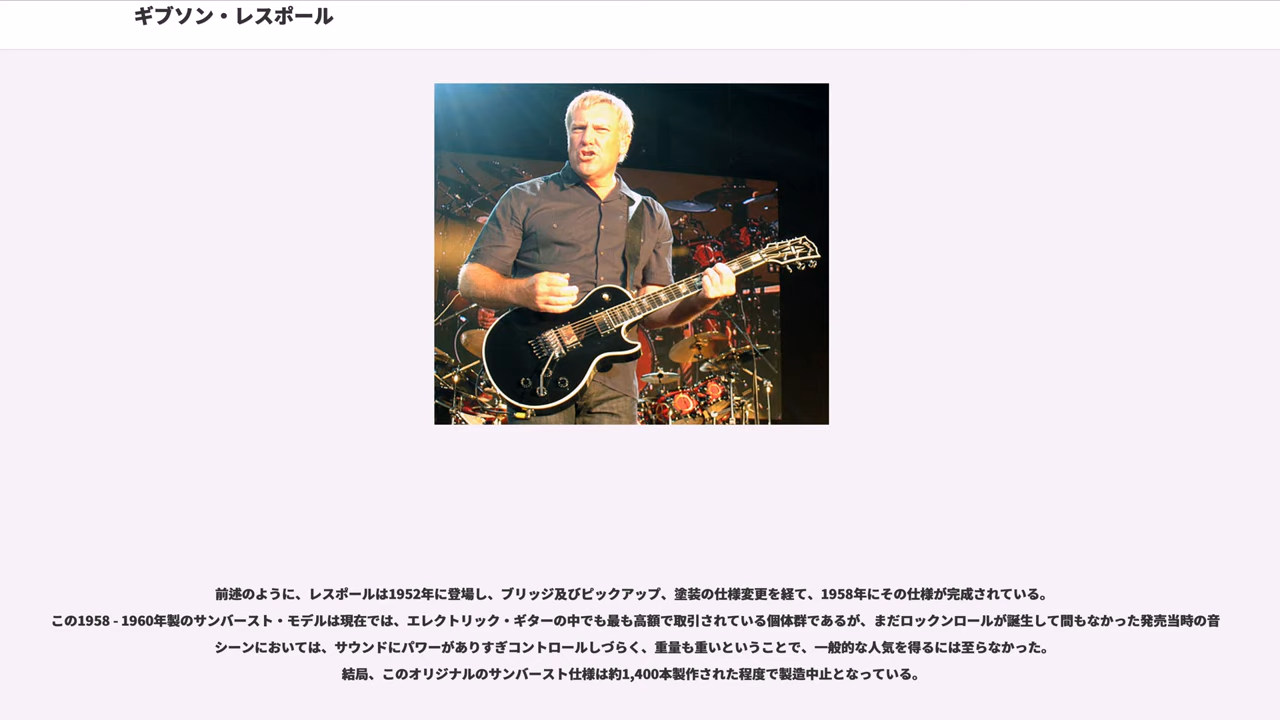 ギブソン・レスポール
前述のように、レスポールは1952年に登場し、ブリッジ及びピックアップ、塗装の仕様変更を経て、1958年にその仕様が完成されている。
この1958 - 1960年製のサンバースト・モデルは現在では、エレクトリック・ギターの中でも最も高額で取引されている個体群であるが、まだロックンロールが誕生して間もなかった発売当時の音
シーンにおいては、サウンドにパワーがありすぎコントロールしづらく、重量も重いということで、一般的な人気を得るには至らなかった。
結局、このオリジナルのサンバースト仕様は約1,400本製作された程度で製造中止となっている。